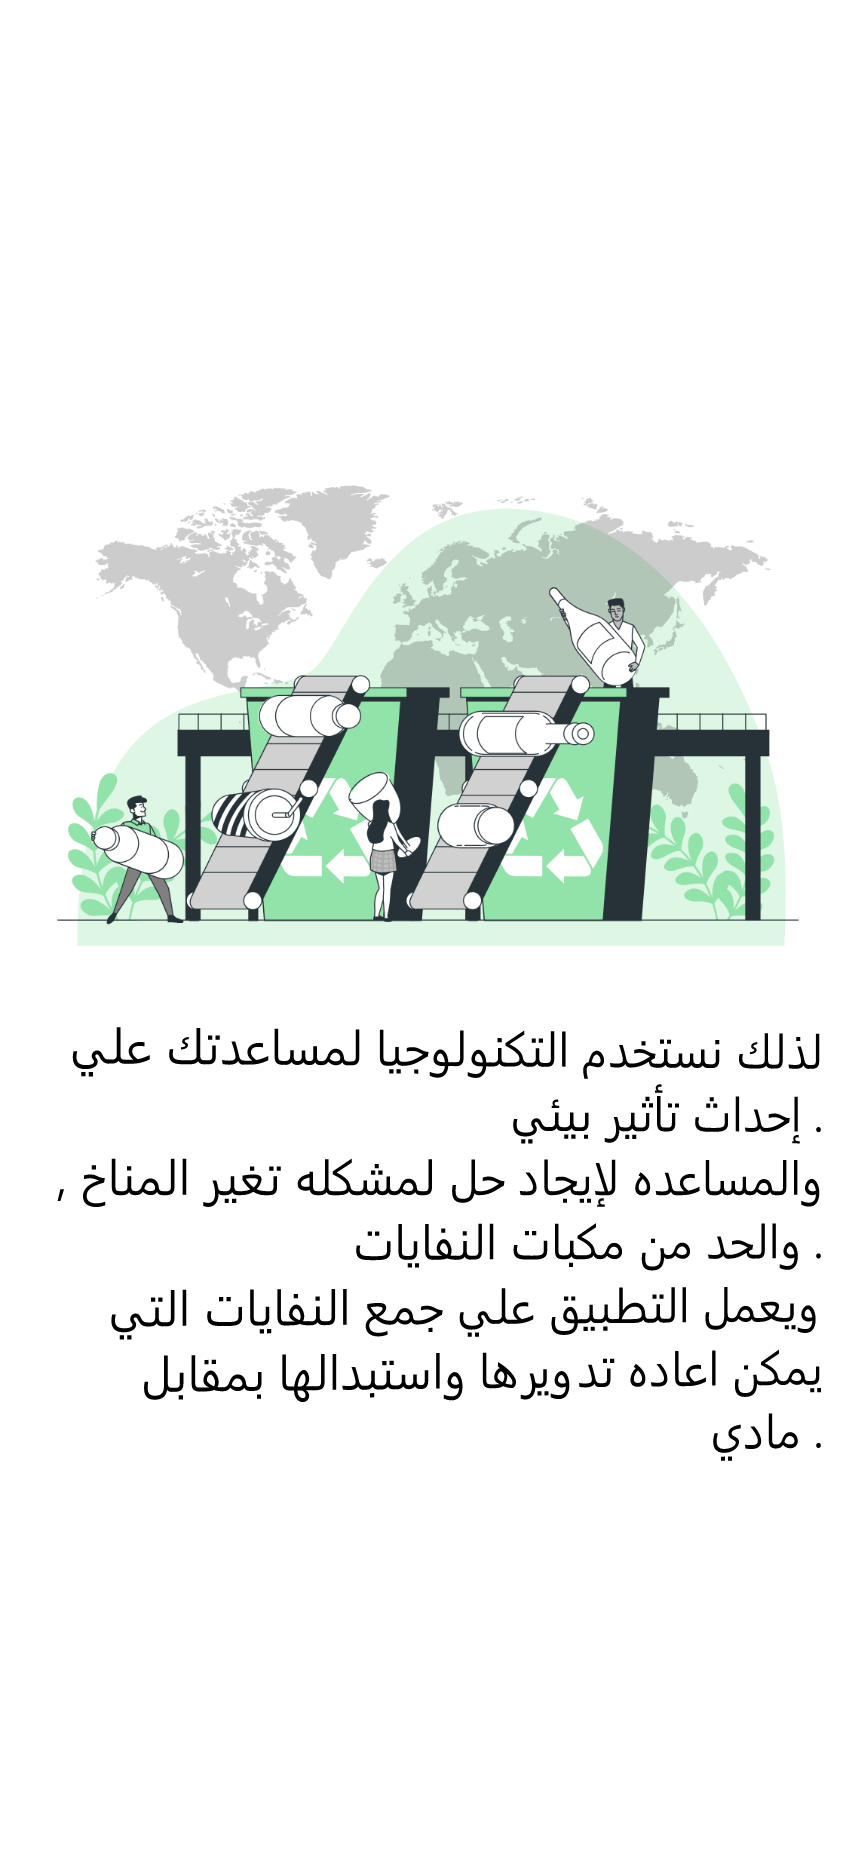 لذلك نستخدم التكنولوجيا لمساعدتك علي
. إحداث تأثير بيئي
والمساعده لإيجاد حل لمشكله تغير المناخ ,
. والحد من مكبات النفايات
ويعمل التطبيق علي جمع النفايات التي
يمكن اعاده تدويرها واستبدالها بمقابل
. مادي